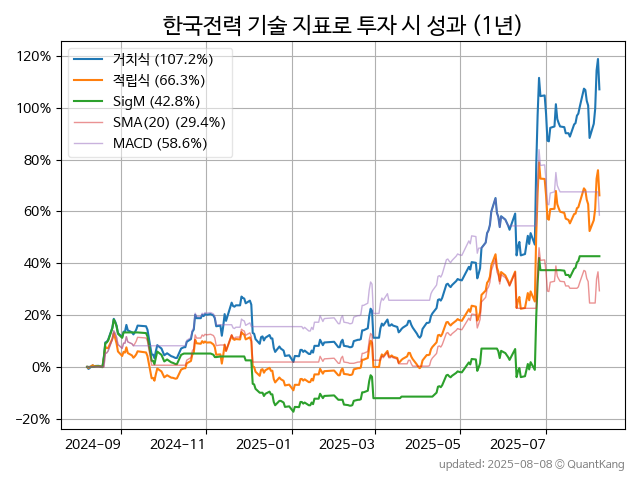 한국전력 기술 지표로 투자 시 성과 (1년)
120%
100%
80%
60%
40%
20%
0%
−20%
거치식 (107.2%)
적립식 (66.3%)
SigM (42.8%)
SMA(20) (29.4%)
MACD (58.6%)
2024-09 2024-11 2025-01 2025-03 2025-05 2025-07
updated: 2025-08-08 © QuantKang